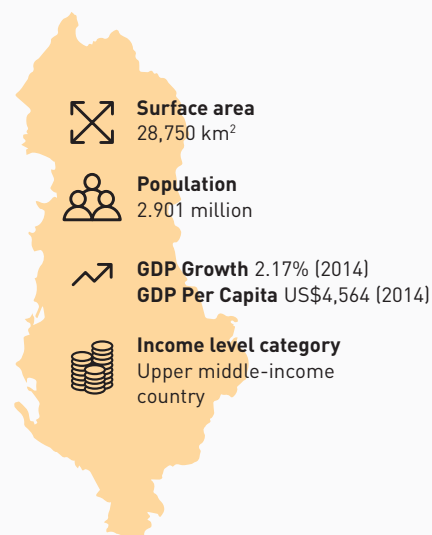 Surface area
28,750 km²
Population
2.901 million
GDP Growth 2.17% (2014)
GDP Per Capita US$4,564 (2014)
Income level category
Upper middle-income
country